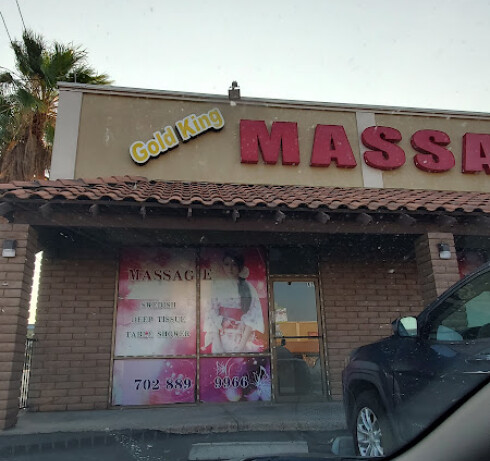 Gold King
MASSA
MASSAGE
SWEDISH
DEEP TISSUE
TABLE SHOWER
702-889-9966